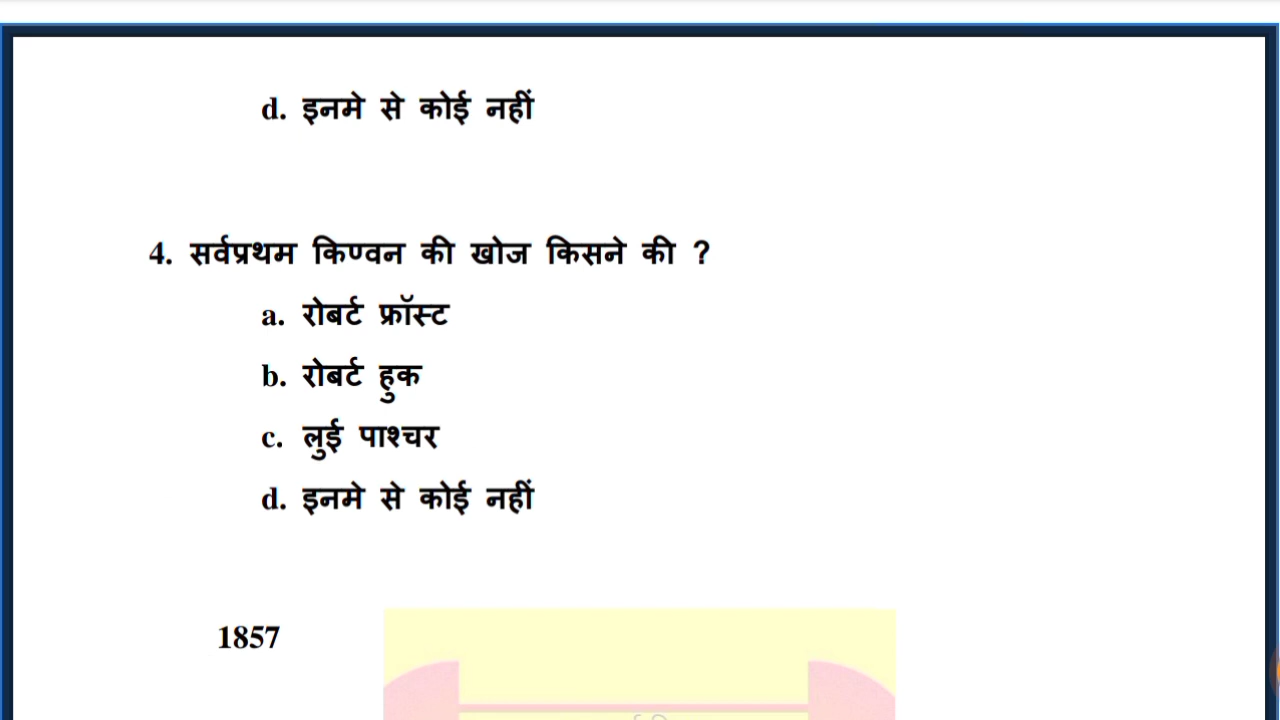 d. इनमे से कोई नहीं
4. सर्वप्रथम किण्वन की खोज किसने की ?
a. रोबर्ट फ्रॉस्ट
b. रोबर्ट हुक
c. लुई पाश्चर
d. इनमे से कोई नहीं
1857